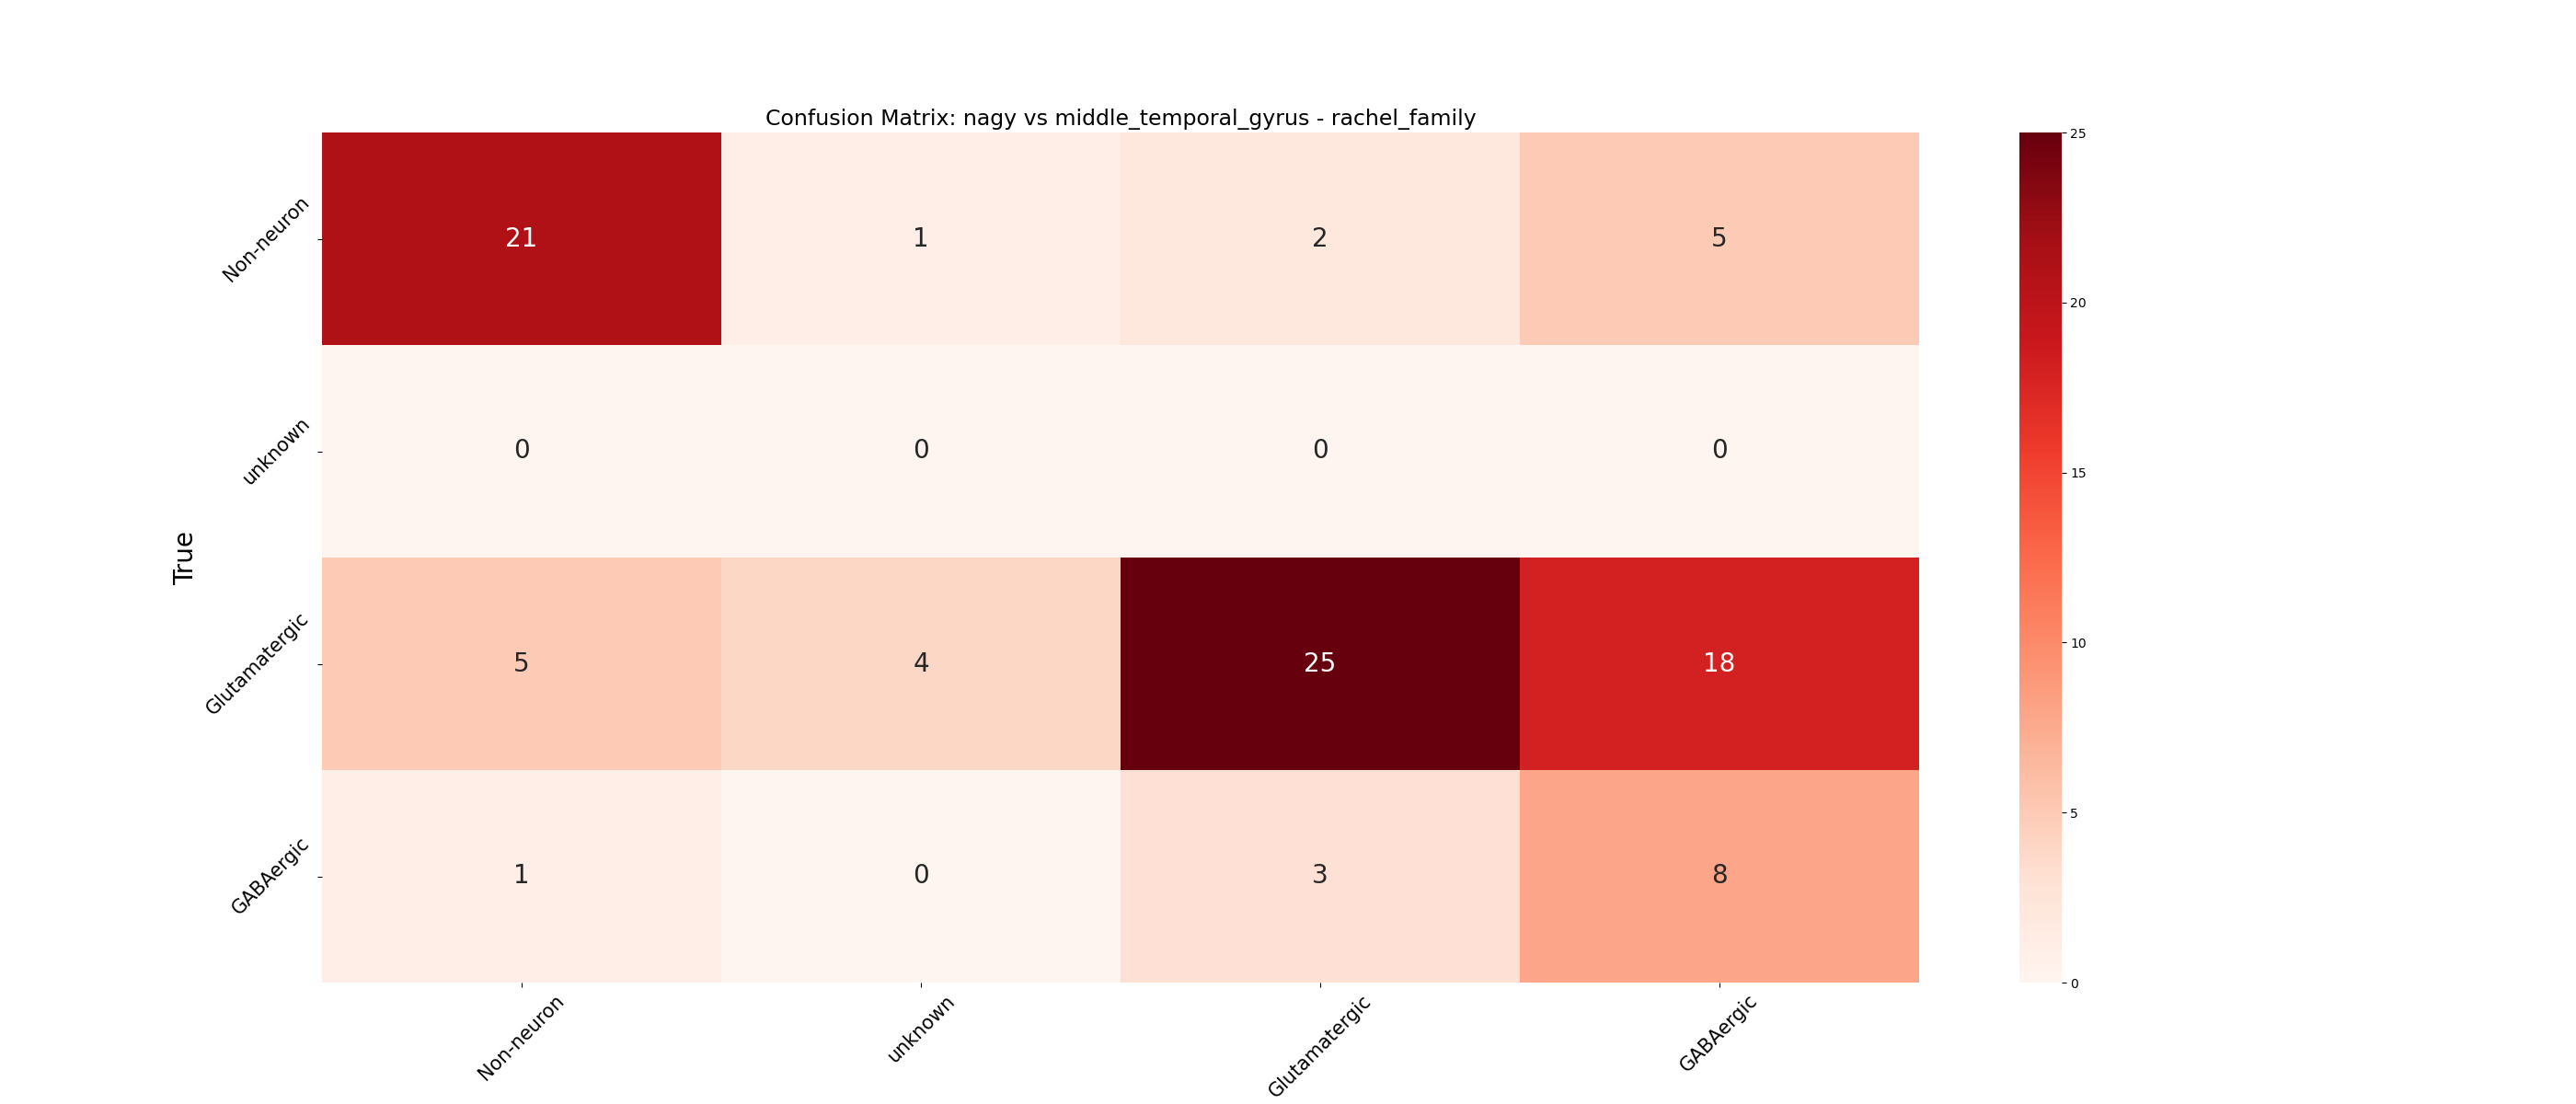 Confusion Matrix: nagy vs middle_temporal_gyrus - rachel_family
True
Non-neuron
21
1
2
5
unknown
0
0
0
0
Glutamatergic
5
4
25
18
GABAergic
1
0
3
8
Non-neuron
unknown
Glutamatergic
GABAergic
25
20
15
10
5
0